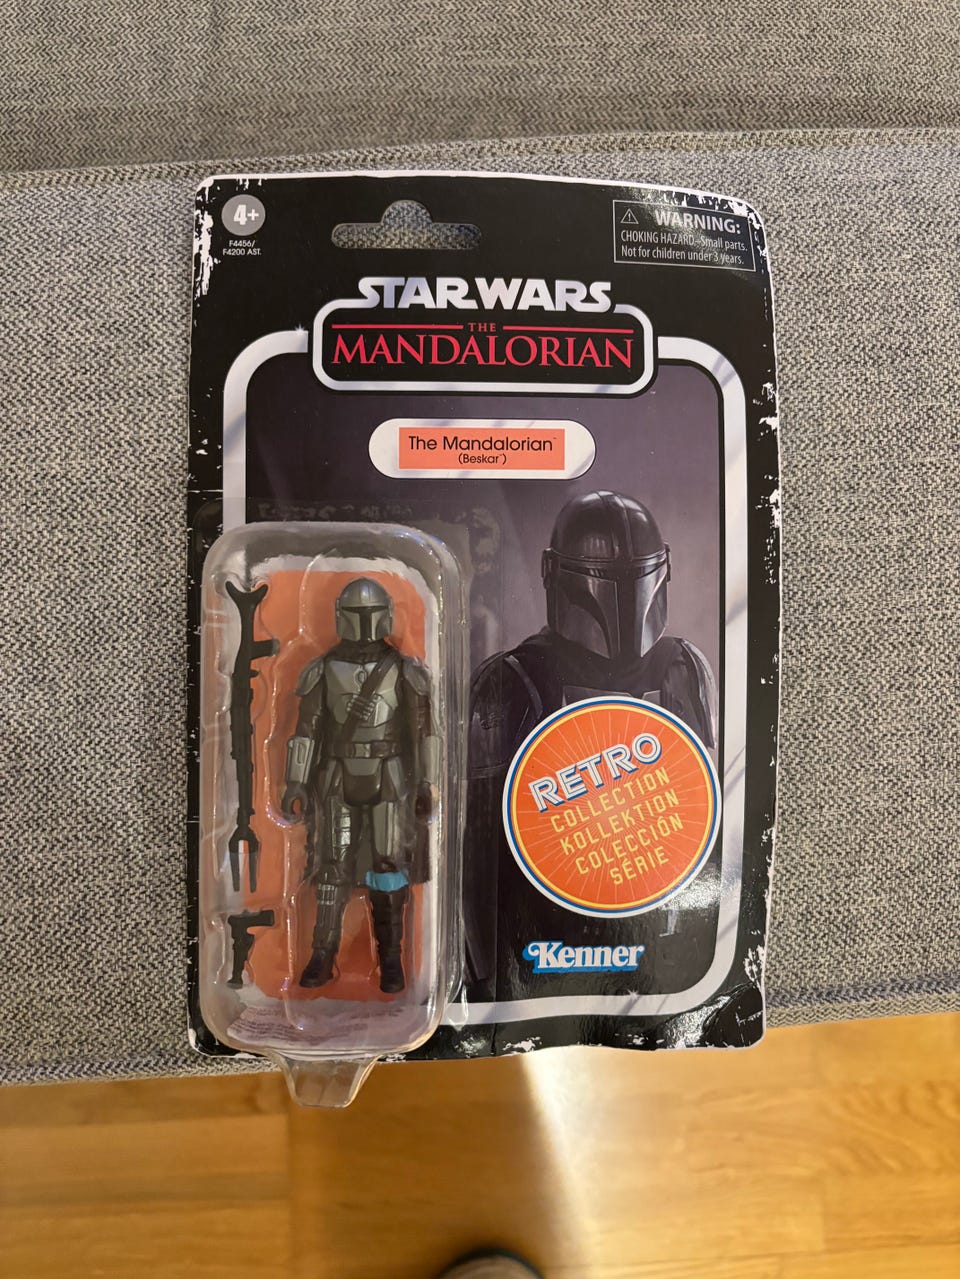 4+
F4456/
F4200 AST.
WARNING:
CHOKING HAZARD–Small parts.
Not for children under 3 years.
STAR WARS
THE
MANDALORIAN
The Mandalorian™
(Beskar™)
RETRO
COLLECTION
KOLLEKTION
COLECCIÓN
SÉRIE
Kenner